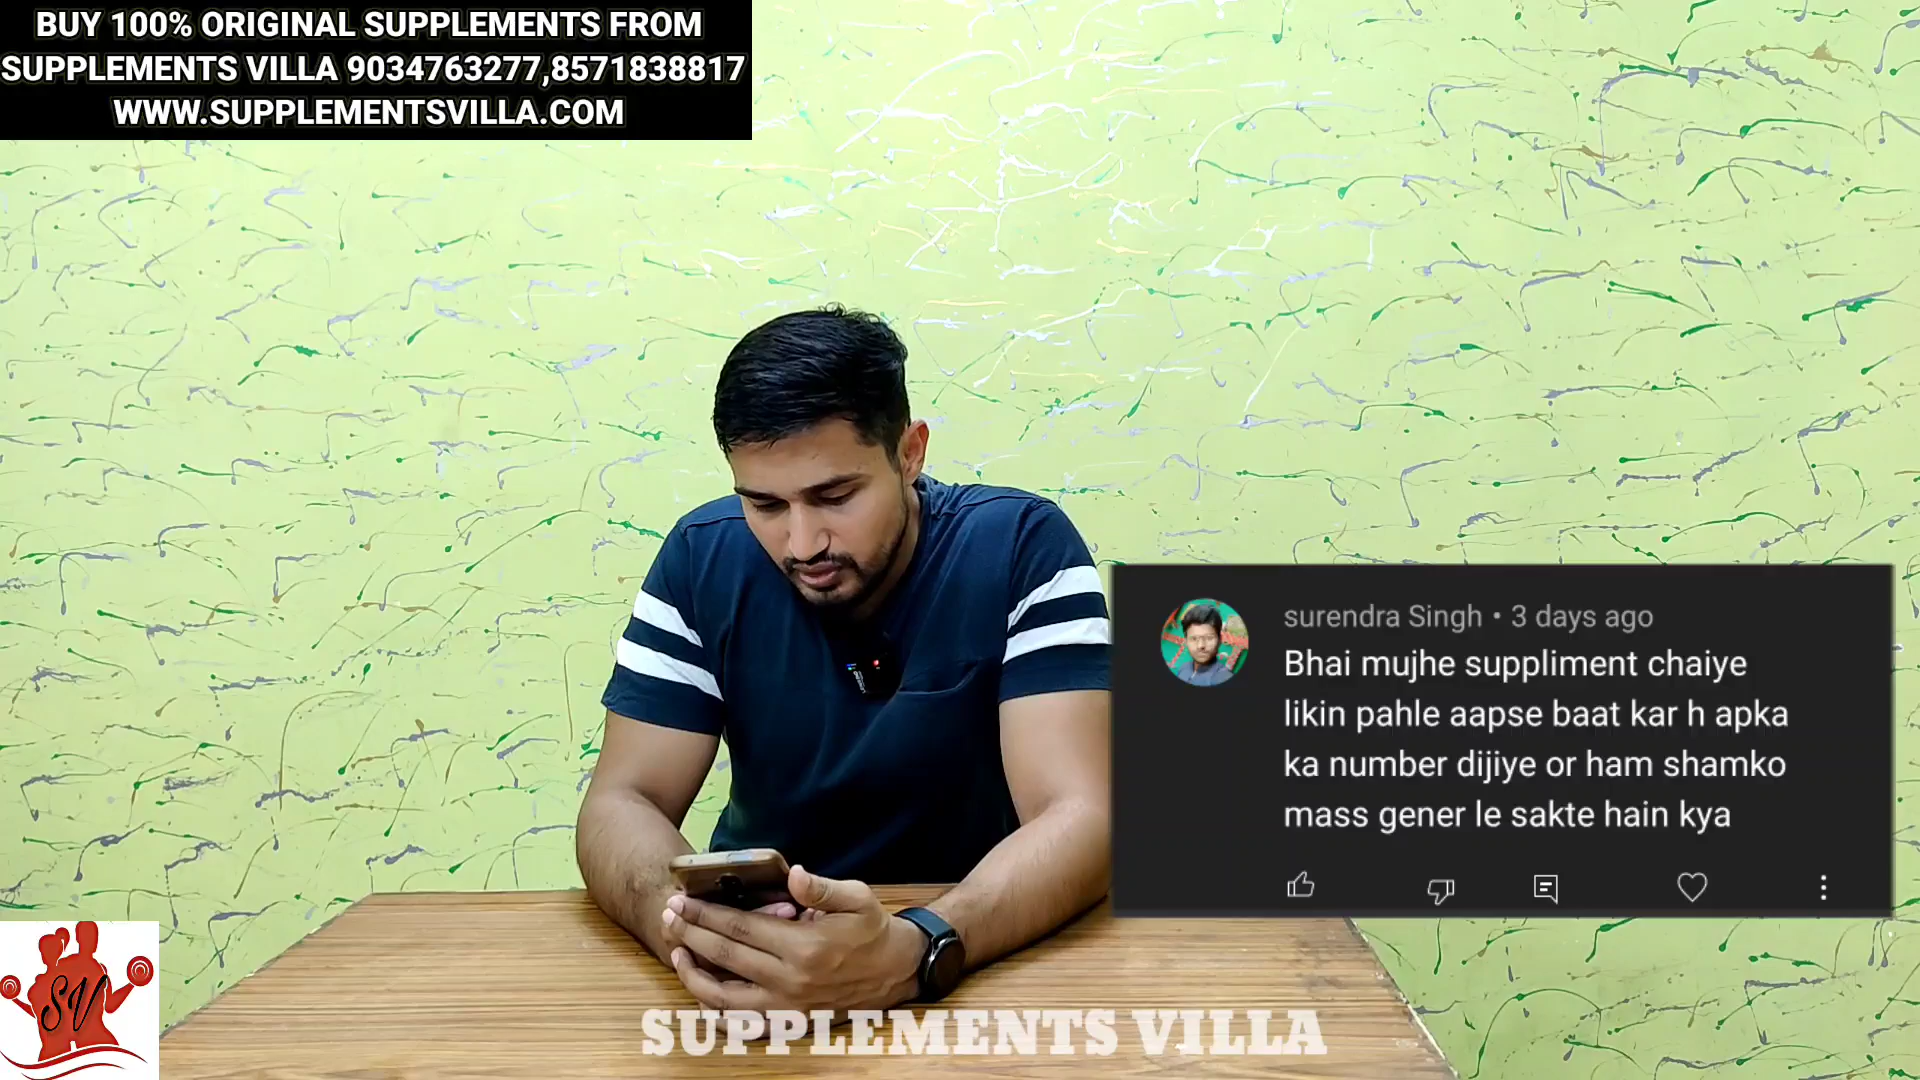 BUY 100% ORIGINAL SUPPLEMENTS FROM
SUPPLEMENTS VILLA 9034763277,8571838817
WWW.SUPPLEMENTSVILLA.COM
surendra Singh • 3 days ago
Bhai mujhe suppliment chaiye
likin pahle aapse baat kar h apka
ka number dijiye or ham shamko
mass gener le sakte hain kya
SV
SUPPLEMENTS VILLA